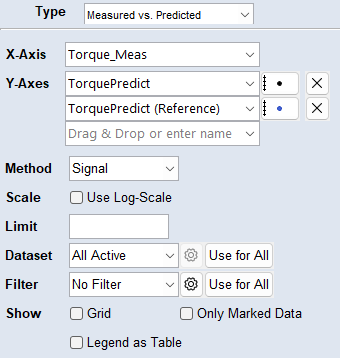 Type Measured vs. Predicted
X-Axis Torque_Meas
Y-Axes TorquePredict
TorquePredict (Reference)
Drag & Drop or enter name
Method Signal
Scale Use Log-Scale
Limit
Dataset All Active Use for All
Filter No Filter Use for All
Show Grid Only Marked Data
Legend as Table